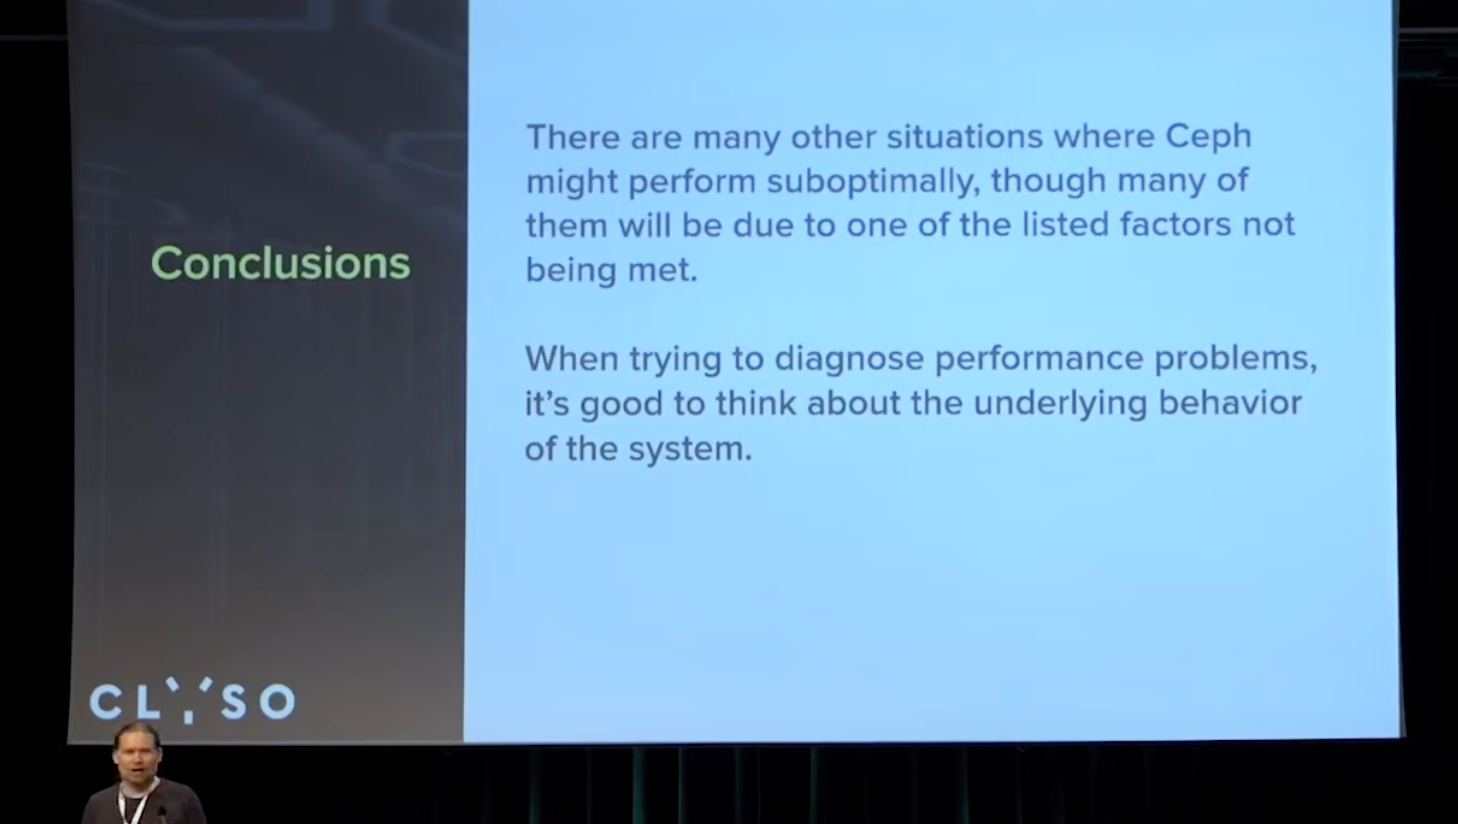 Conclusions
There are many other situations where Ceph
might perform suboptimally, though many of
them will be due to one of the listed factors not
being met.
When trying to diagnose performance problems,
it's good to think about the underlying behavior
of the system.
CLYSO